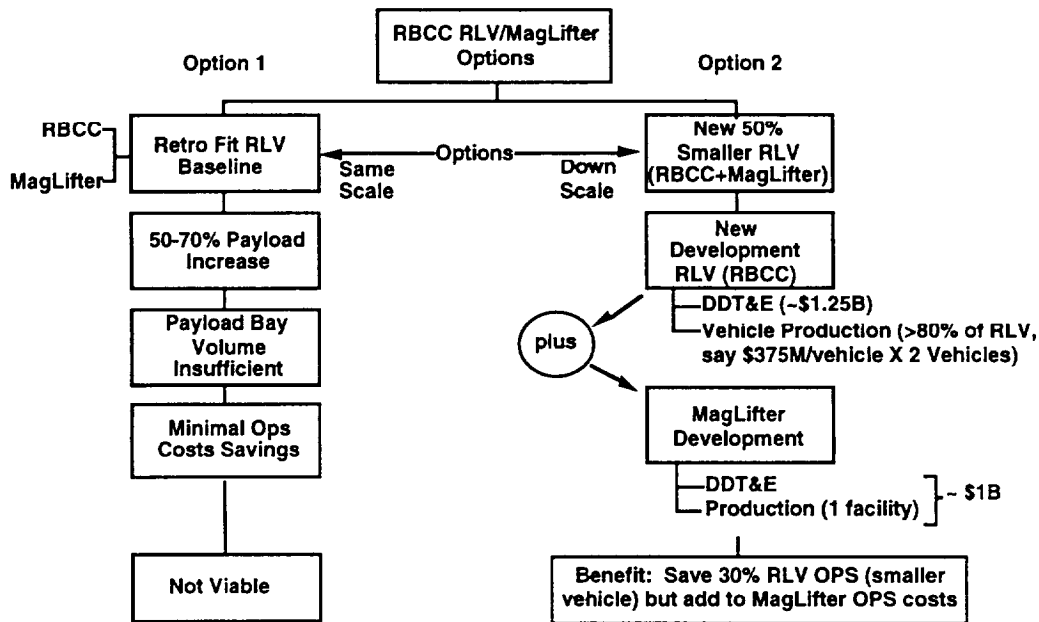 RBCC RLV/MagLifter
Options
Option 1
Option 2
RBCC
MagLifter
Retro Fit RLV
Baseline
Options
Same
Scale
Down
Scale
New 50%
Smaller RLV
(RBCC+MagLifter)
50-70% Payload
Increase
New
Development
RLV (RBCC)
DDT&E (~$1.25B)
Vehicle Production (>80% of RLV,
say $375M/vehicle X 2 Vehicles)
Payload Bay
Volume
Insufficient
plus
Minimal Ops
Costs Savings
MagLifter
Development
DDT&E
Production (1 facility)
~ $1B
Not Viable
Benefit: Save 30% RLV OPS (smaller
vehicle) but add to MagLifter OPS costs